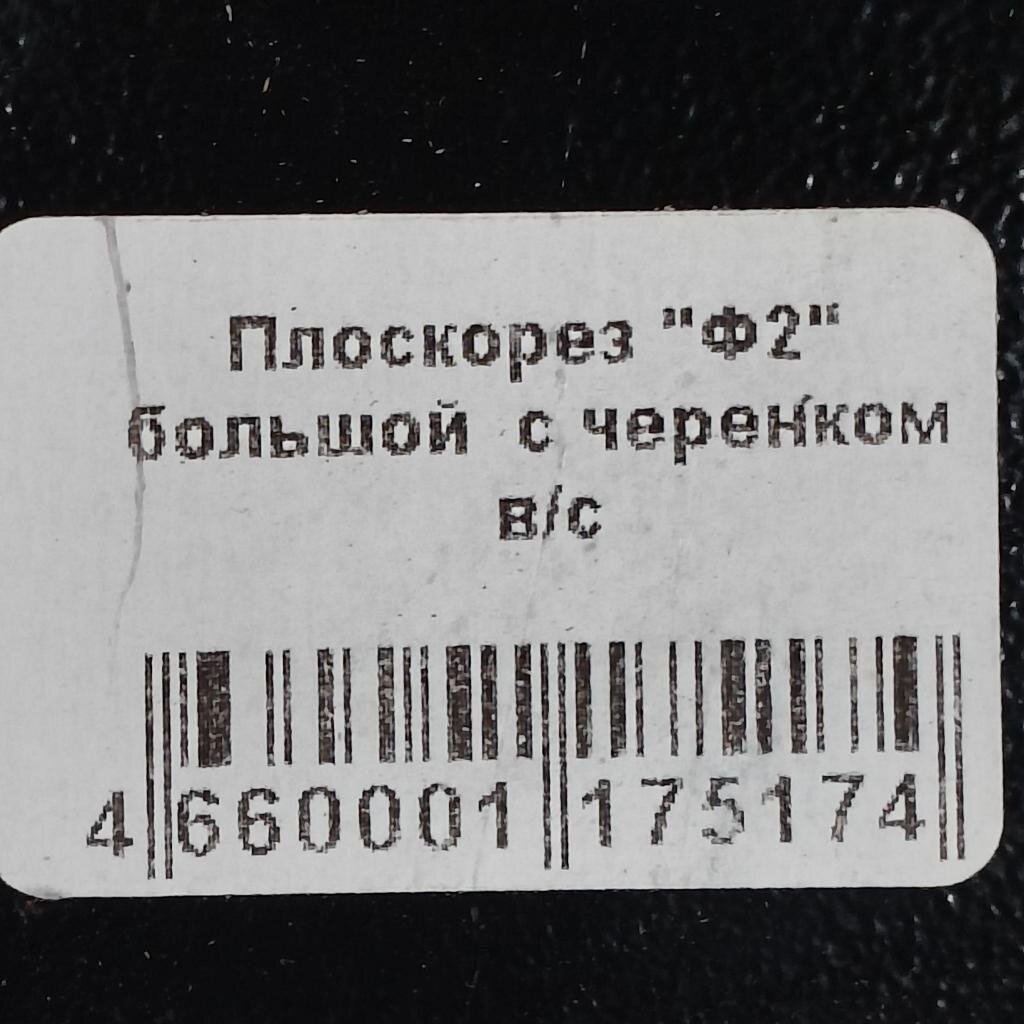 Плоскорез "Ф2"
большой с черенком
в/с
4 660001 175174